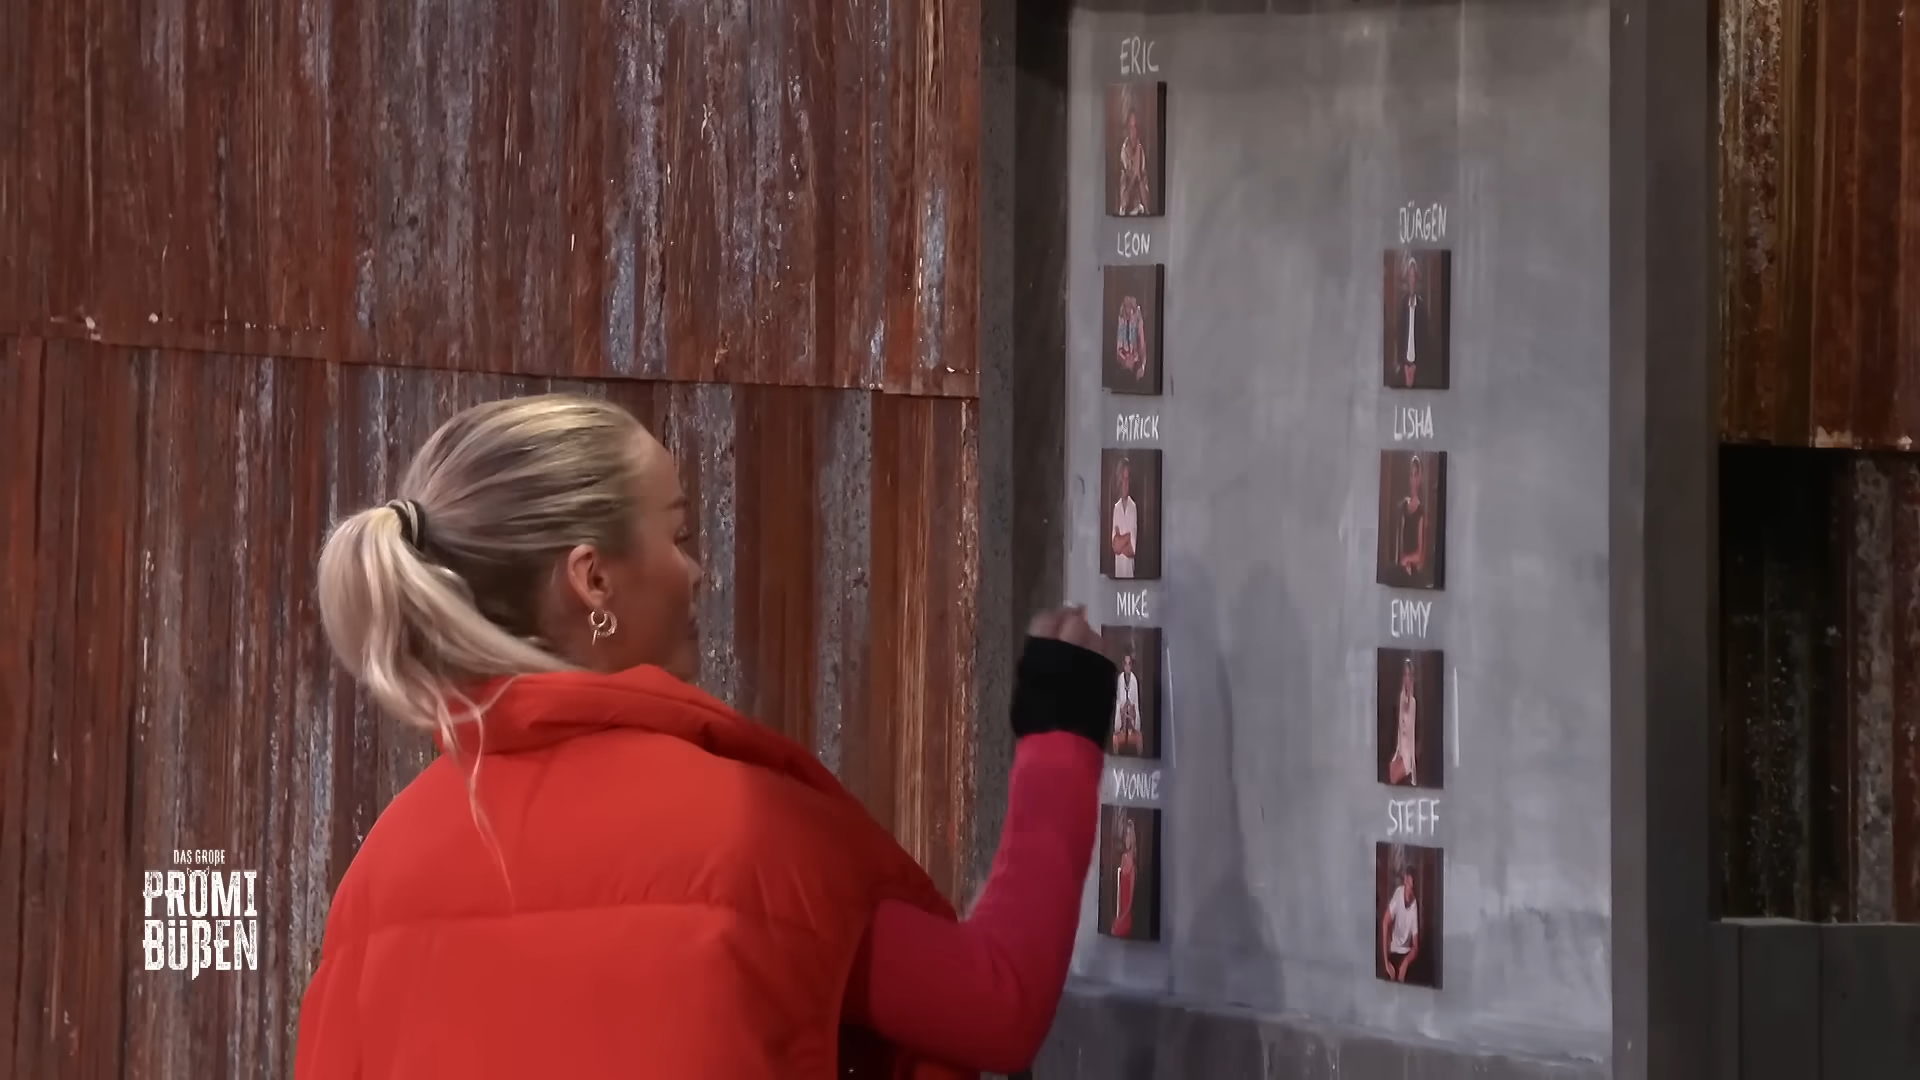 ERIC
LEON
PATRICK
MIKE
YVONNE
JÜRGEN
LISHA
EMMY
STEFF
DAS GROßE
PROMI
BÜßEN